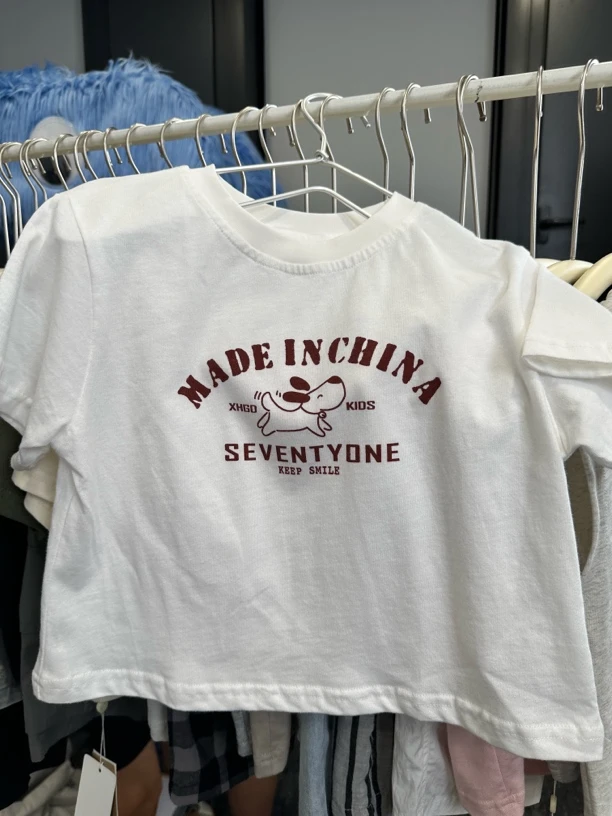 MADE INCHINA
XHGO KIDS
SEVENTYONE
KEEP SMILE